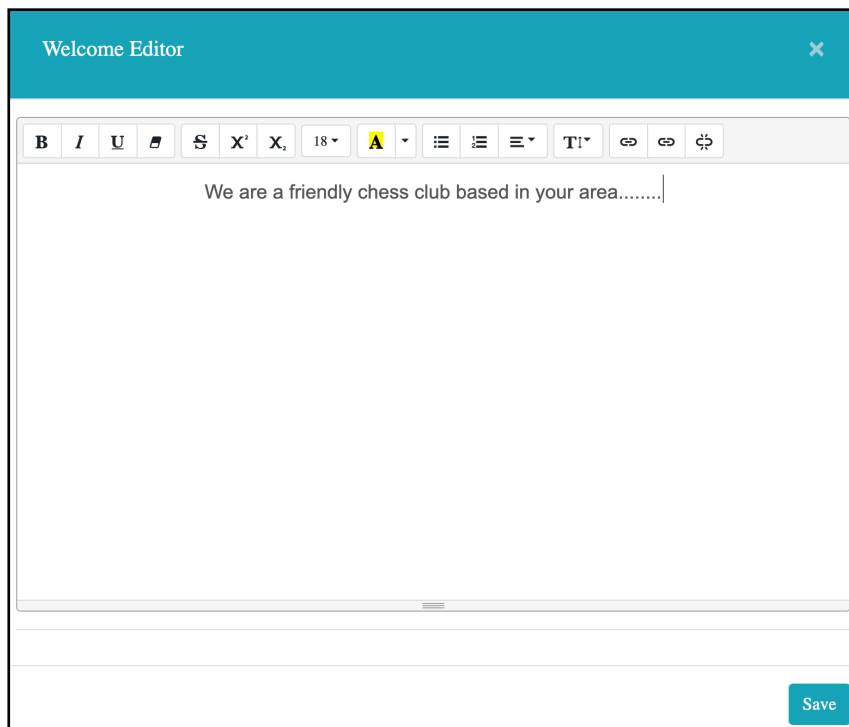 Welcome Editor ×
B I U S X² X₂ 18 A T
We are a friendly chess club based in your area........
Save